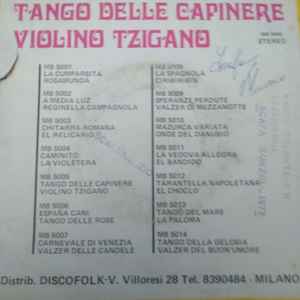 TANGO DELLE CAPINERE
VIOLINO TZIGANO
STEREO
MB 5001
LA CUMPARSITA
ROSAMUNDA
MB 5002
A MEDIA LUZ
REGINELLA CAMPAGNOLA
MB 5003
CHITARRA ROMANA
EL RELICARIO
MB 5004
CAMINITO
LA VIOLETERA
MB 5005
TANGO DELLE CAPINERE
VIOLINO TZIGANO
MB 5006
ESPAÑA CANI
TANGO DELLE ROSE
MB 5007
CARNEVALE DI VENEZIA
VALZER DELLE CANDELE
MB 5008
LA SPAGNOLA
CIRIBIRIBIN
MB 5009
SPERANZE PERDUTE
VALZER DI MEZZANOTTE
MB 5010
MAZURCA VARIATA
ONDE DEL DANUBIO
MB 5011
LA VEDOVA ALLEGRA
EL BANDIDO
MB 5012
TARANTELLA NAPOLETANA
EL CHOCLO
MB 5013
TANGO DEL MARE
LA PALOMA
MB 5014
TANGO DELLA GELOSIA
VALZER DEL BUON'UMORE
Distrib. DISCOFOLK-V. Villoresi 28 Tel. 8390484 - MILANO